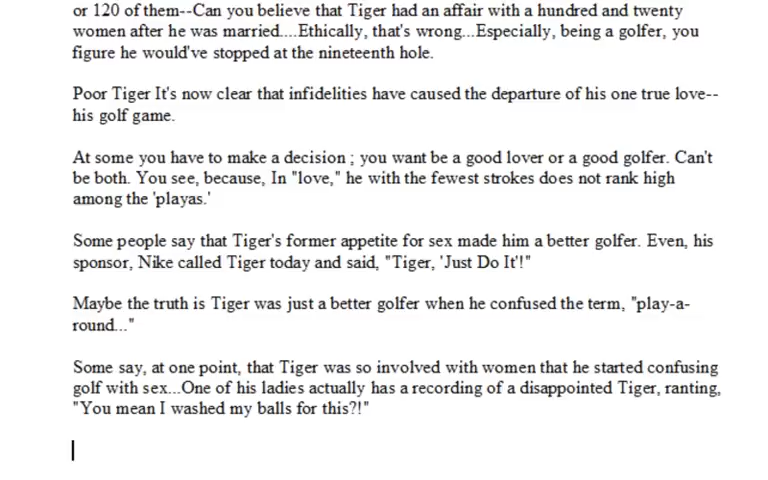 or 120 of them--Can you believe that Tiger had an affair with a hundred and twenty
women after he was married....Ethically, that's wrong...Especially, being a golfer, you
figure he would've stopped at the nineteenth hole.
Poor Tiger It's now clear that infidelities have caused the departure of his one true love--
his golf game.
At some you have to make a decision ; you want be a good lover or a good golfer. Can't
be both. You see, because, In "love," he with the fewest strokes does not rank high
among the 'playas.'
Some people say that Tiger's former appetite for sex made him a better golfer. Even, his
sponsor, Nike called Tiger today and said, "Tiger, 'Just Do It'!"
Maybe the truth is Tiger was just a better golfer when he confused the term, "play-a-
round..."
Some say, at one point, that Tiger was so involved with women that he started confusing
golf with sex...One of his ladies actually has a recording of a disappointed Tiger, ranting,
"You mean I washed my balls for this?!"